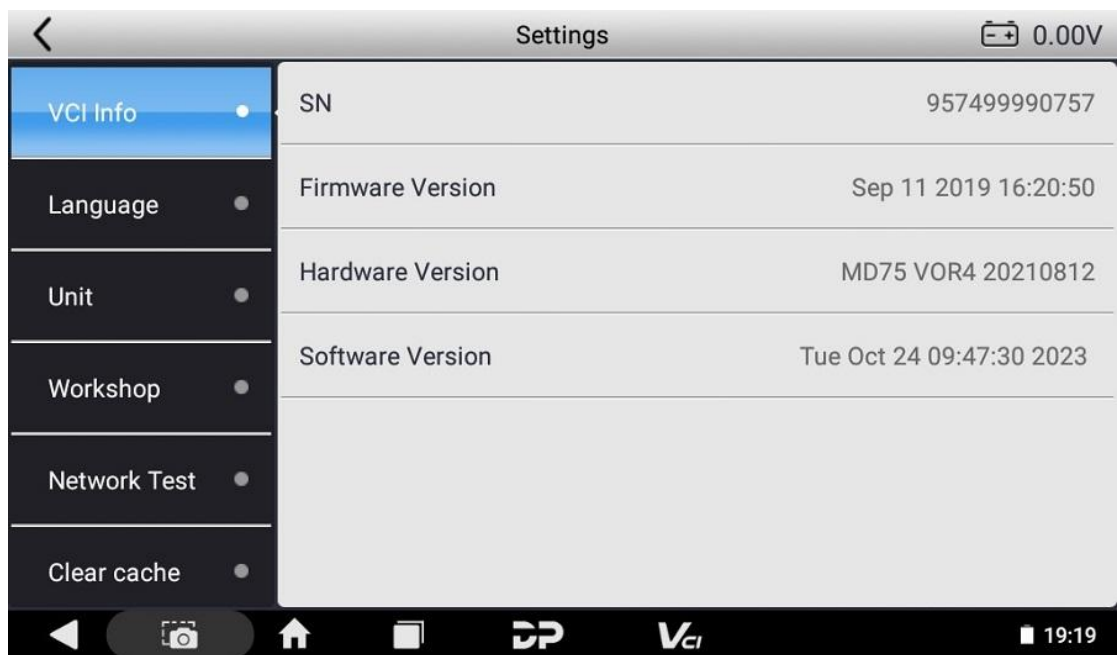 Settings
0.00V
VCI Info
SN
957499990757
Language
Firmware Version
Sep 11 2019 16:20:50
Unit
Hardware Version
MD75 VOR4 20210812
Workshop
Software Version
Tue Oct 24 09:47:30 2023
Network Test
Clear cache
DP
VCI
19:19